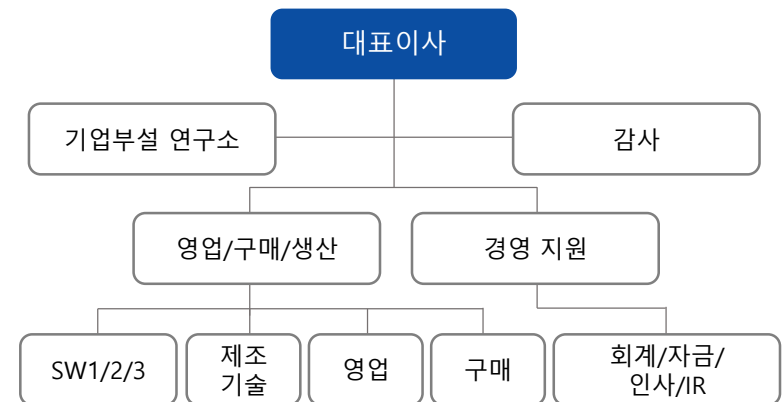 대표이사
기업부설 연구소
감사
영업/구매/생산
경영 지원
SW1/2/3
제조
기술
영업
구매
회계/자금/
인사/IR